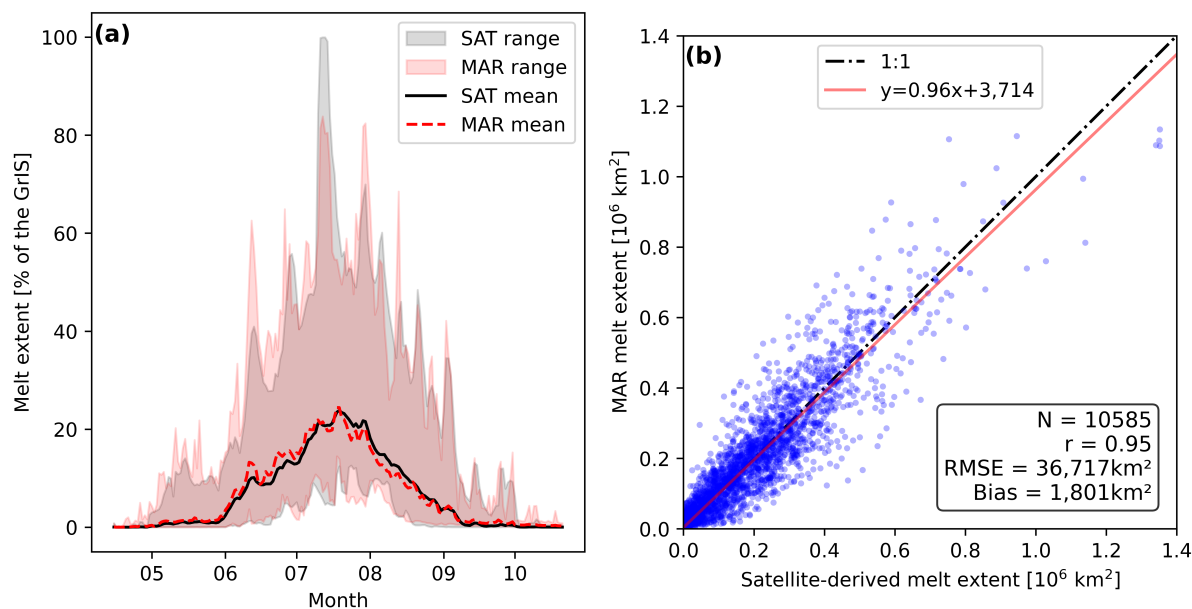 (a)
SAT range
MAR range
SAT mean
MAR mean
100
80
60
40
20
0
Melt extent [% of the GrIS]
05 06 07 08 09 10
Month
(b)
1:1
y=0.96x+3,714
1.4
1.2
1.0
0.8
0.6
0.4
0.2
0.0
MAR melt extent [10⁶ km²]
N = 10585
r = 0.95
RMSE = 36,717km²
Bias = 1,801km²
0.0 0.2 0.4 0.6 0.8 1.0 1.2 1.4
Satellite-derived melt extent [10⁶ km²]